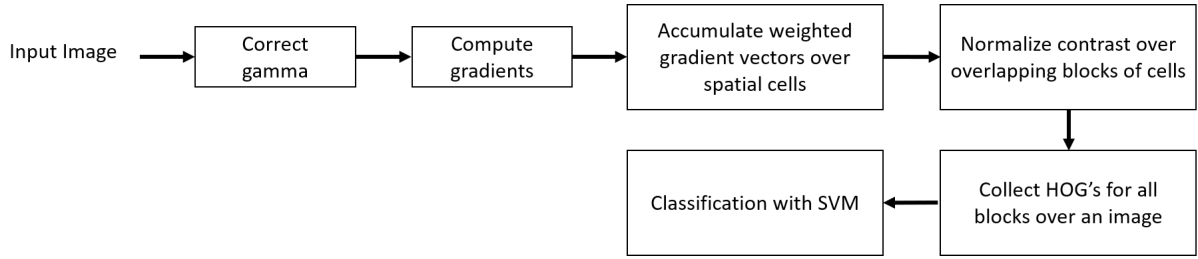 Input Image
Correct
gamma
Compute
gradients
Accumulate weighted
gradient vectors over
spatial cells
Normalize contrast over
overlapping blocks of cells
Collect HOG's for all
blocks over an image
Classification with SVM